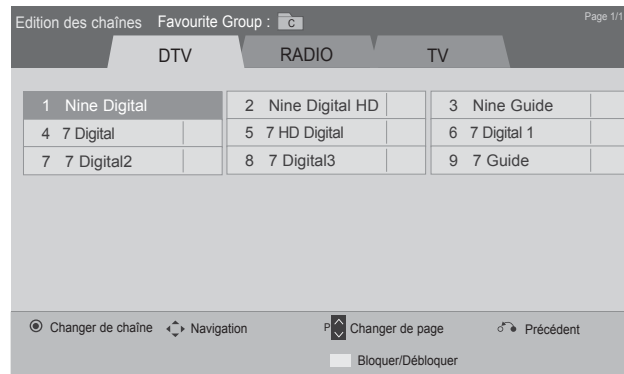 Edition des chaînes Favourite Group : C Page 1/1
DTV RADIO TV
1 Nine Digital 2 Nine Digital HD 3 Nine Guide
4 7 Digital 5 7 HD Digital 6 7 Digital 1
7 7 Digital2 8 7 Digital3 9 7 Guide
Changer de chaîne Navigation P Changer de page Précédent
Bloquer/Débloquer